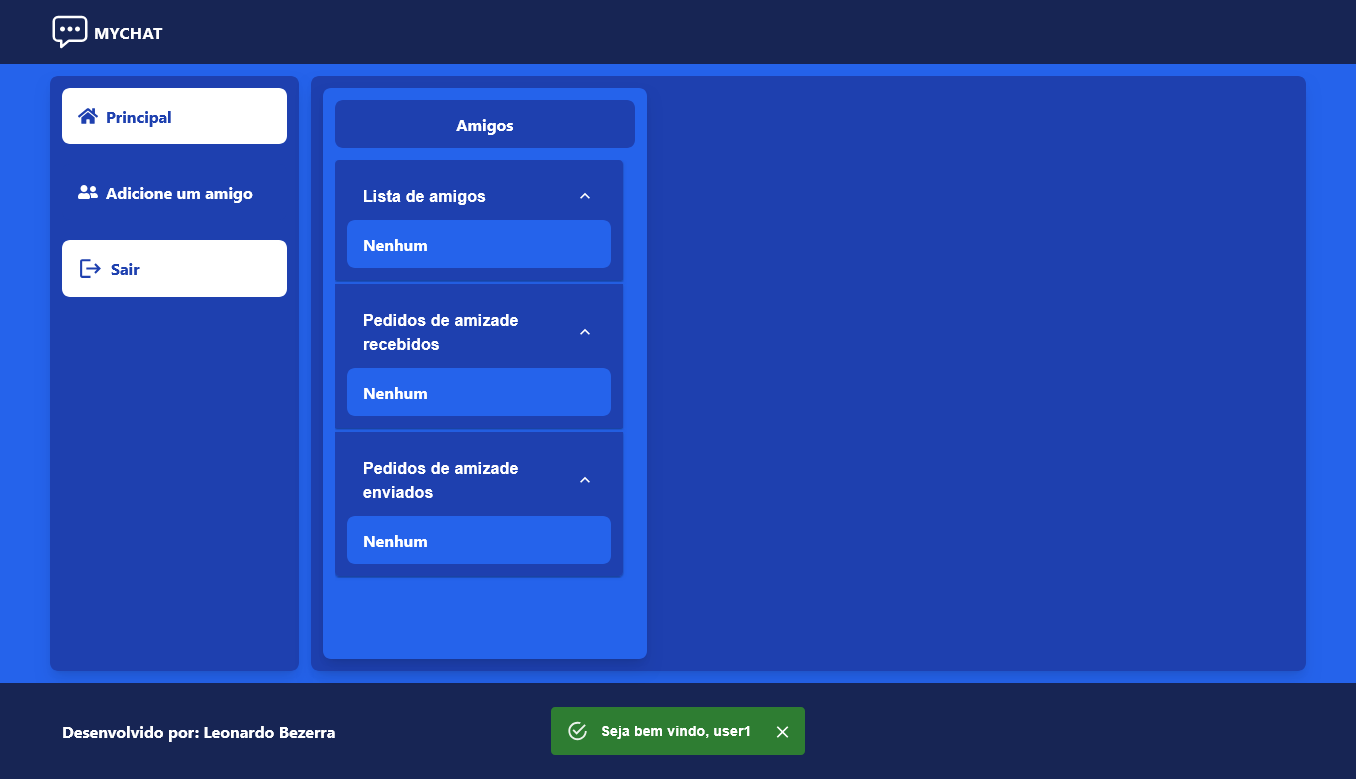 MYCHAT
Principal
Adicione um amigo
Sair
Amigos
Lista de amigos
Nenhum
Pedidos de amizade
recebidos
Nenhum
Pedidos de amizade
enviados
Nenhum
Desenvolvido por: Leonardo Bezerra
Seja bem vindo, user1